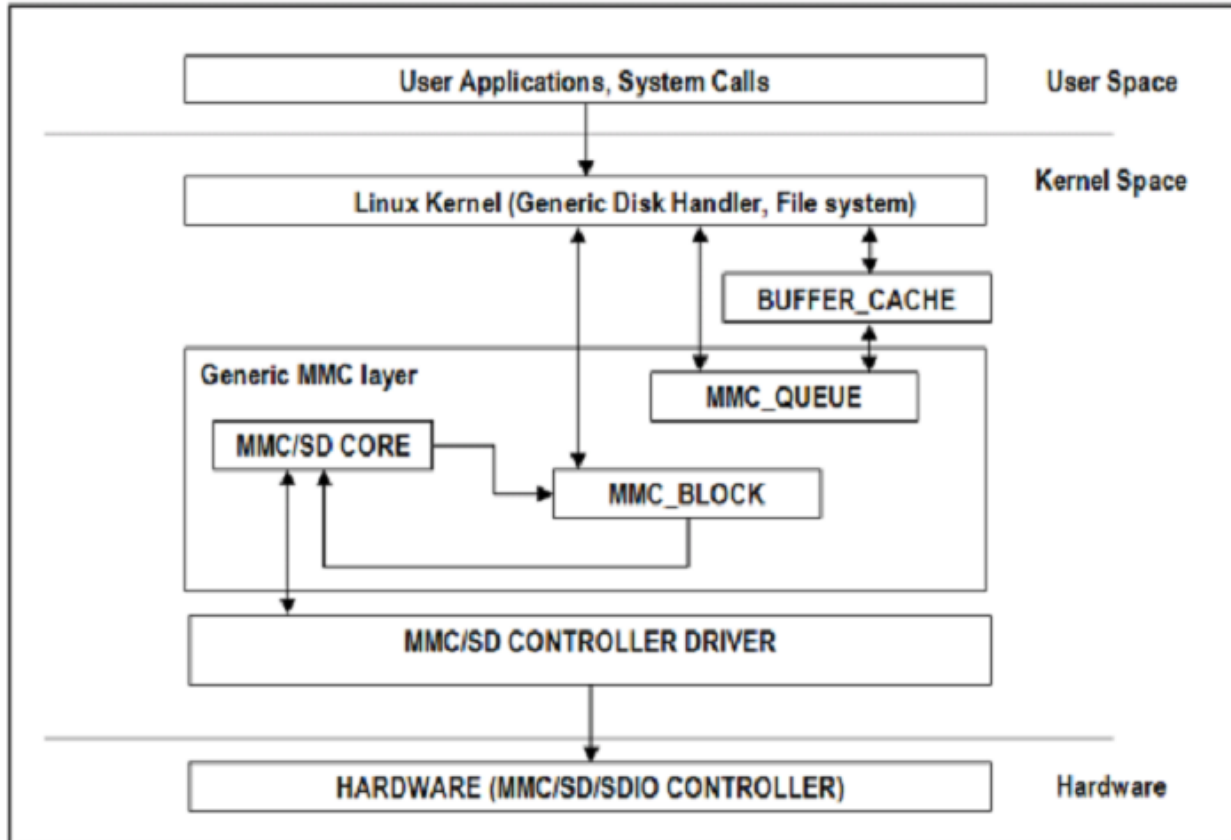 User Applications, System Calls
User Space
Kernel Space
Linux Kernel (Generic Disk Handler, File system)
BUFFER_CACHE
Generic MMC layer
MMC_QUEUE
MMC/SD CORE
MMC_BLOCK
MMC/SD CONTROLLER DRIVER
HARDWARE (MMC/SD/SDIO CONTROLLER)
Hardware